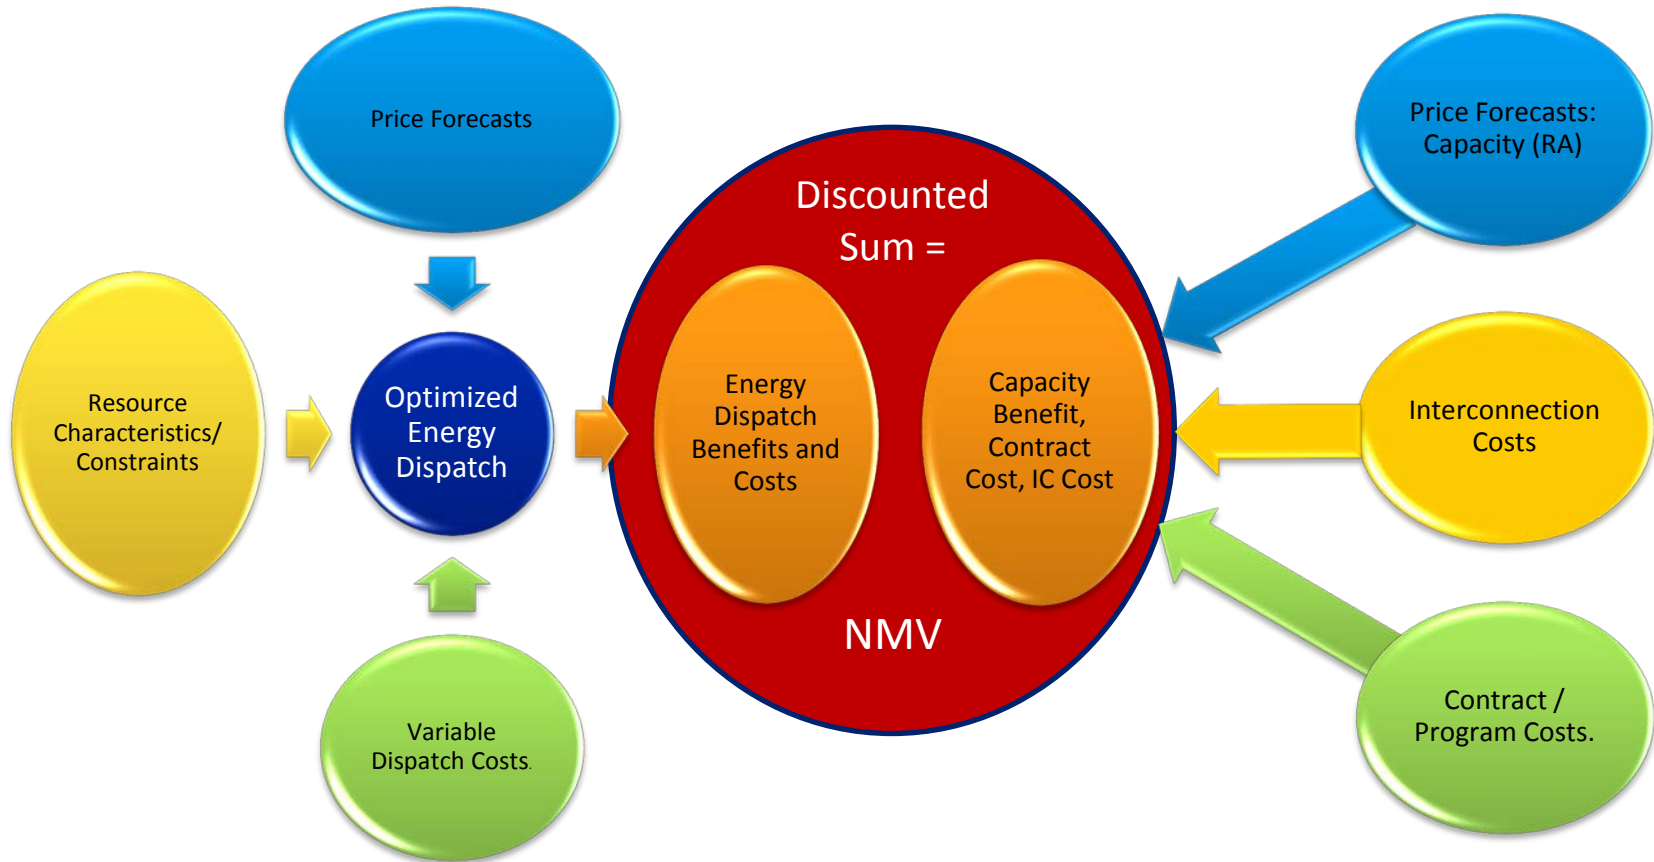 Price Forecasts
Price Forecasts:
Capacity (RA)
Discounted
Sum =
Resource
Characteristics/
Constraints
Optimized
Energy
Dispatch
Energy
Dispatch
Benefits and
Costs
Capacity
Benefit,
Contract
Cost, IC Cost
Interconnection
Costs
NMV
Variable
Dispatch Costs.
Contract /
Program Costs.